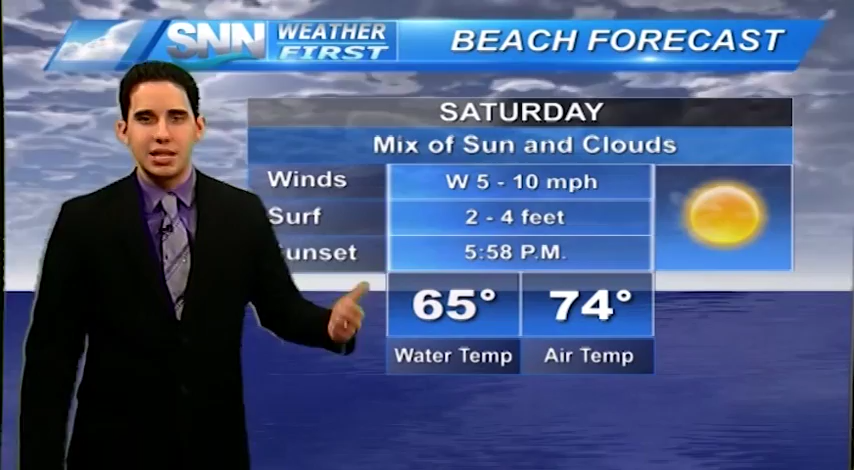 SNN WEATHER FIRST
BEACH FORECAST
SATURDAY
Mix of Sun and Clouds
Winds W 5 - 10 mph
Surf 2 - 4 feet
unset 5:58 P.M.
65° 74°
Water Temp Air Temp